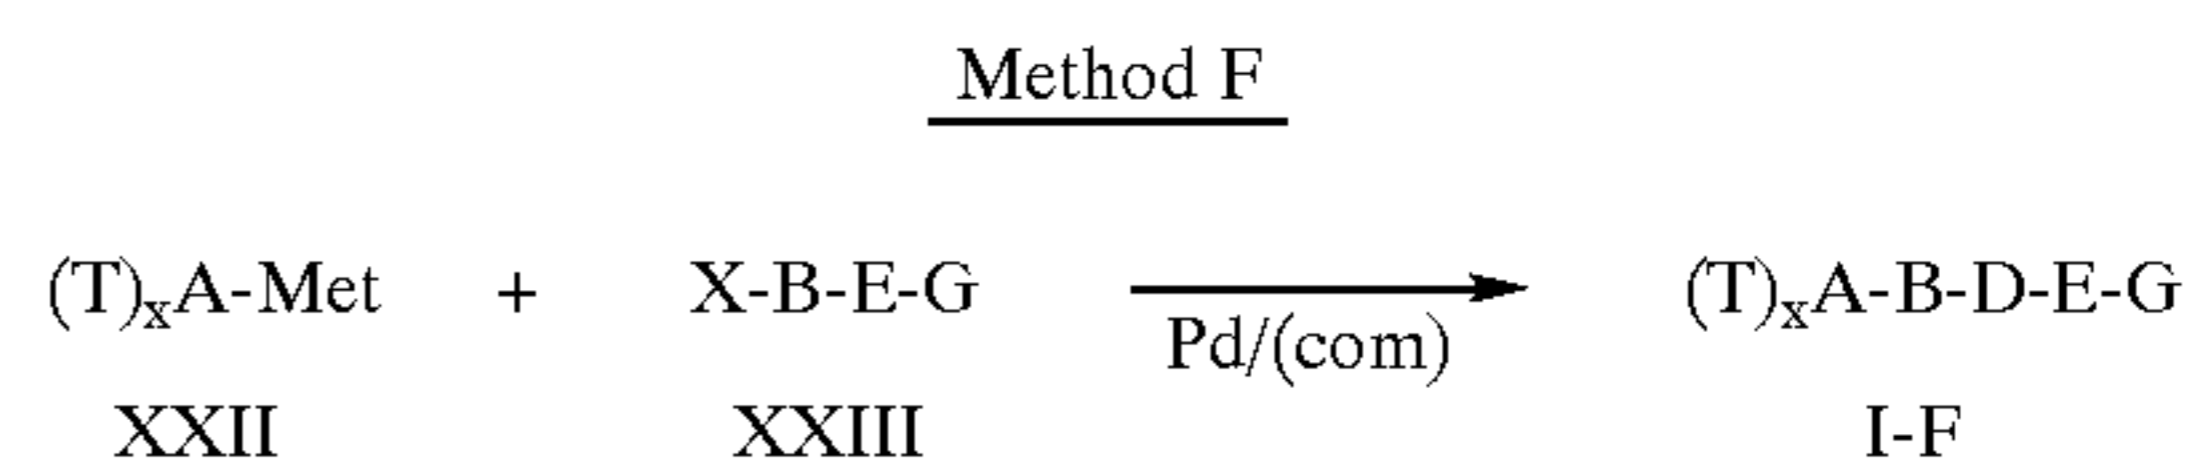 Method F
(T)ₓA-Met + X-B-E-G (T)ₓA-B-D-E-G
Pd/(com)
XXII XXIII I-F